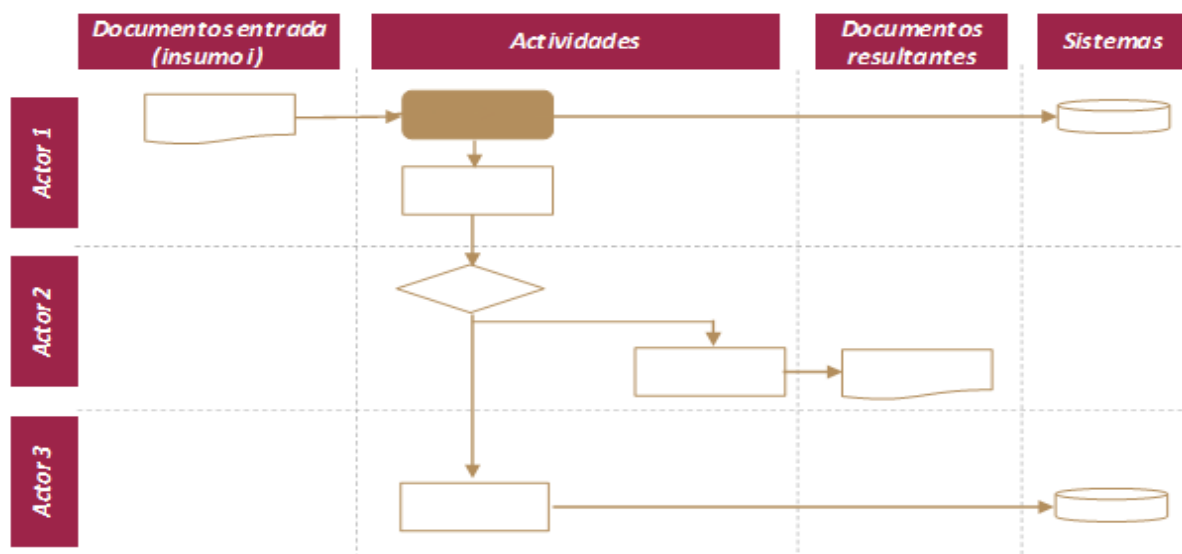 Documentos entrada
(insumo i)
Actividades
Documentos
resultantes
Sistemas
Actor 1
Actor 2
Actor 3